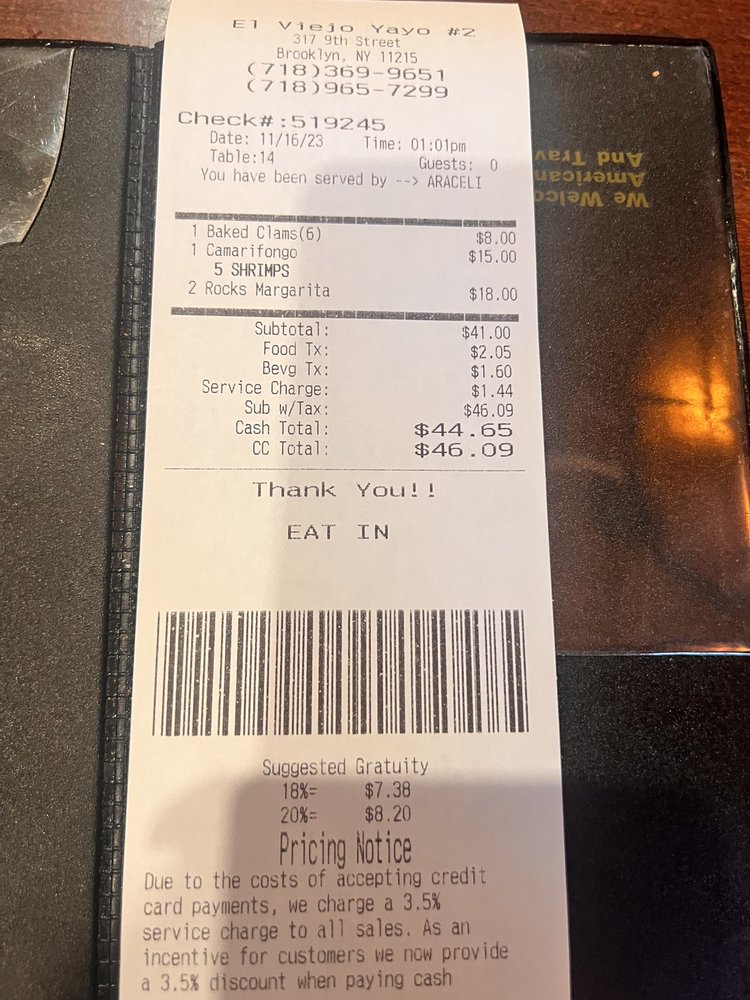 El Viejo Yayo #2
317 9th Street
Brooklyn, NY 11215
(718)369-9651
(718)965-7299
Check#:519245
Date: 11/16/23 Time: 01:01pm
Table:14 Guests: 0
You have been served by --> ARACELI
1 Baked Clams(6) $8.00
1 Camarifongo $15.00
5 SHRIMPS
2 Rocks Margarita $18.00
Subtotal: $41.00
Food Tx: $2.05
Bevg Tx: $1.60
Service Charge: $1.44
Sub w/Tax: $46.09
Cash Total: $44.65
CC Total: $46.09
Thank You!!
EAT IN
Suggested Gratuity
18%= $7.38
20%= $8.20
Pricing Notice
Due to the costs of accepting credit
card payments, we charge a 3.5%
service charge to all sales. As an
incentive for customers we now provide
a 3.5% discount when paying cash
We
American
And